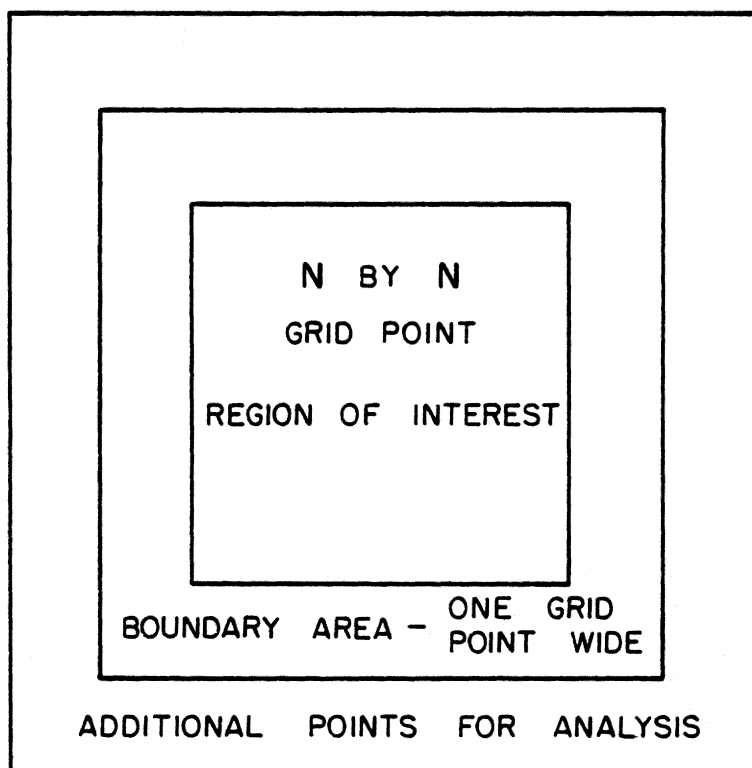 N BY N
GRID POINT
REGION OF INTEREST
BOUNDARY AREA - ONE GRID
POINT WIDE
ADDITIONAL POINTS FOR ANALYSIS